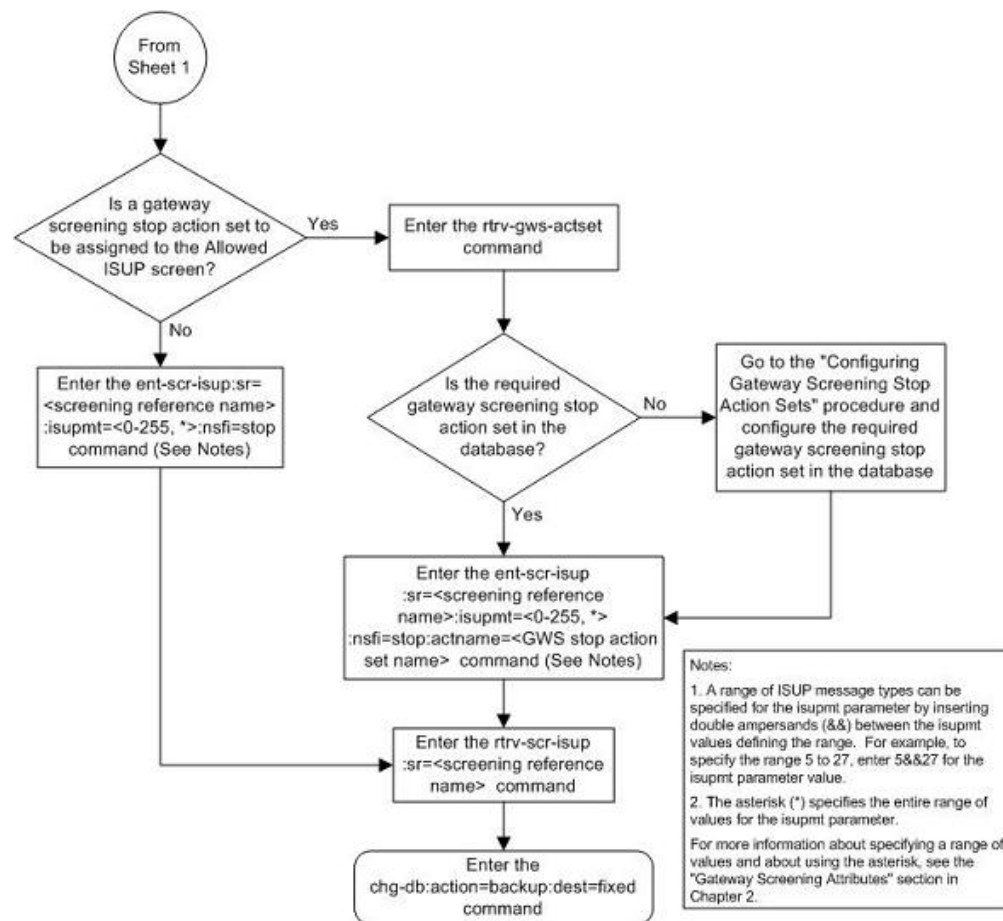 From
Sheet 1
Is a gateway
screening stop action set to
be assigned to the Allowed
ISUP screen?
Yes
No
Enter the rtrv-gws-actset
command
Enter the ent-scr-isup:sr=
<screening reference name>
:isupmt=<0-255, *>:nsfi=stop
command (See Notes)
Is the required
gateway screening stop
action set in the
database?
No
Yes
Go to the "Configuring
Gateway Screening Stop
Action Sets" procedure and
configure the required
gateway screening stop
action set in the database
Enter the ent-scr-isup
:sr=<screening reference
name>:isupmt=<0-255, *>
:nsfi=stop:actname=<GWS stop action
set name> command (See Notes)
Enter the rtrv-scr-isup
:sr=<screening reference
name> command
Enter the
chg-db:action=backup:dest=fixed
command
Notes:
1. A range of ISUP message types can be
specified for the isupmt parameter by inserting
double ampersands (&&) between the isupmt
values defining the range. For example, to
specify the range 5 to 27, enter 5&&27 for the
isupmt parameter value.
2. The asterisk (*) specifies the entire range of
values for the isupmt parameter.
For more information about specifying a range of
values and about using the asterisk, see the
"Gateway Screening Attributes" section in
Chapter 2.